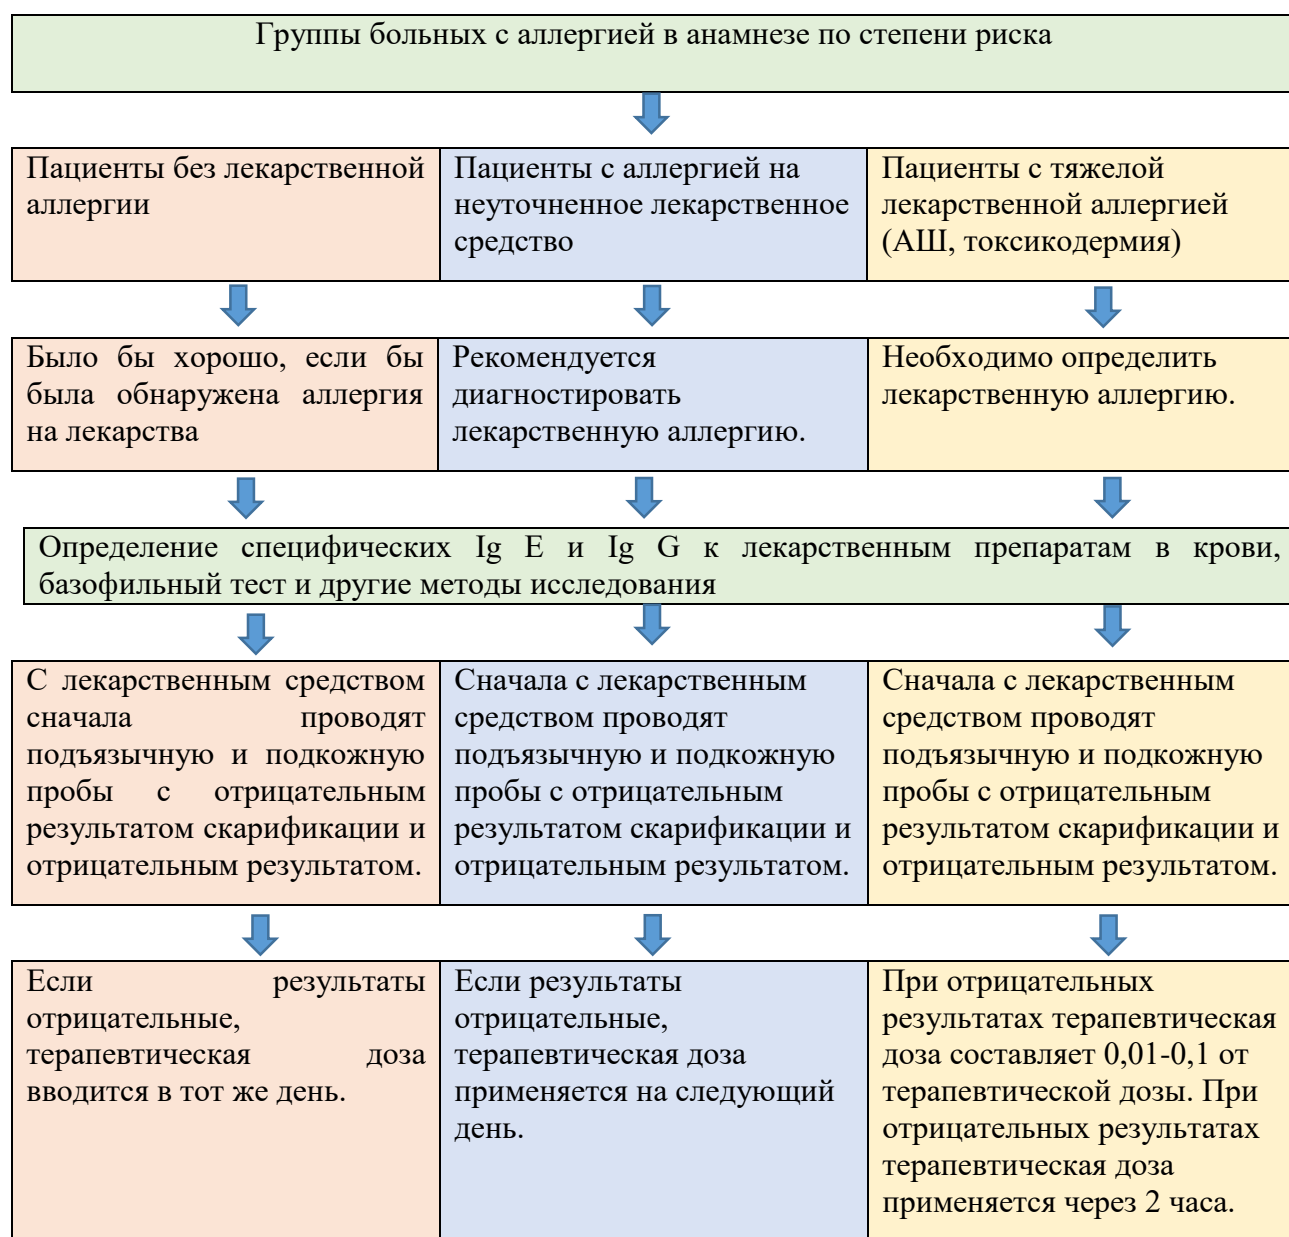 Группы больных с аллергией в анамнезе по степени риска
Пациенты без лекарственной
аллергии
Пациенты с аллергией на
неуточненное лекарственное
средство
Пациенты с тяжелой
лекарственной аллергией
(АШ, токсикодермия)
Было бы хорошо, если бы
была обнаружена аллергия
на лекарства
Рекомендуется
диагностировать
лекарственную аллергию.
Необходимо определить
лекарственную аллергию.
Определение специфических Ig E и Ig G к лекарственным препаратам в крови,
базофильный тест и другие методы исследования
С лекарственным средством
сначала проводят
подъязычную и подкожную
пробы с отрицательным
результатом скарификации и
отрицательным результатом.
Сначала с лекарственным
средством проводят
подъязычную и подкожную
пробы с отрицательным
результатом скарификации и
отрицательным результатом.
Сначала с лекарственным
средством проводят
подъязычную и подкожную
пробы с отрицательным
результатом скарификации и
отрицательным результатом.
Если результаты
отрицательные,
терапевтическая доза
вводится в тот же день.
Если результаты
отрицательные,
терапевтическая доза
применяется на следующий
день.
При отрицательных
результатах терапевтическая
доза составляет 0,01-0,1 от
терапевтической дозы. При
отрицательных результатах
терапевтическая доза
применяется через 2 часа.